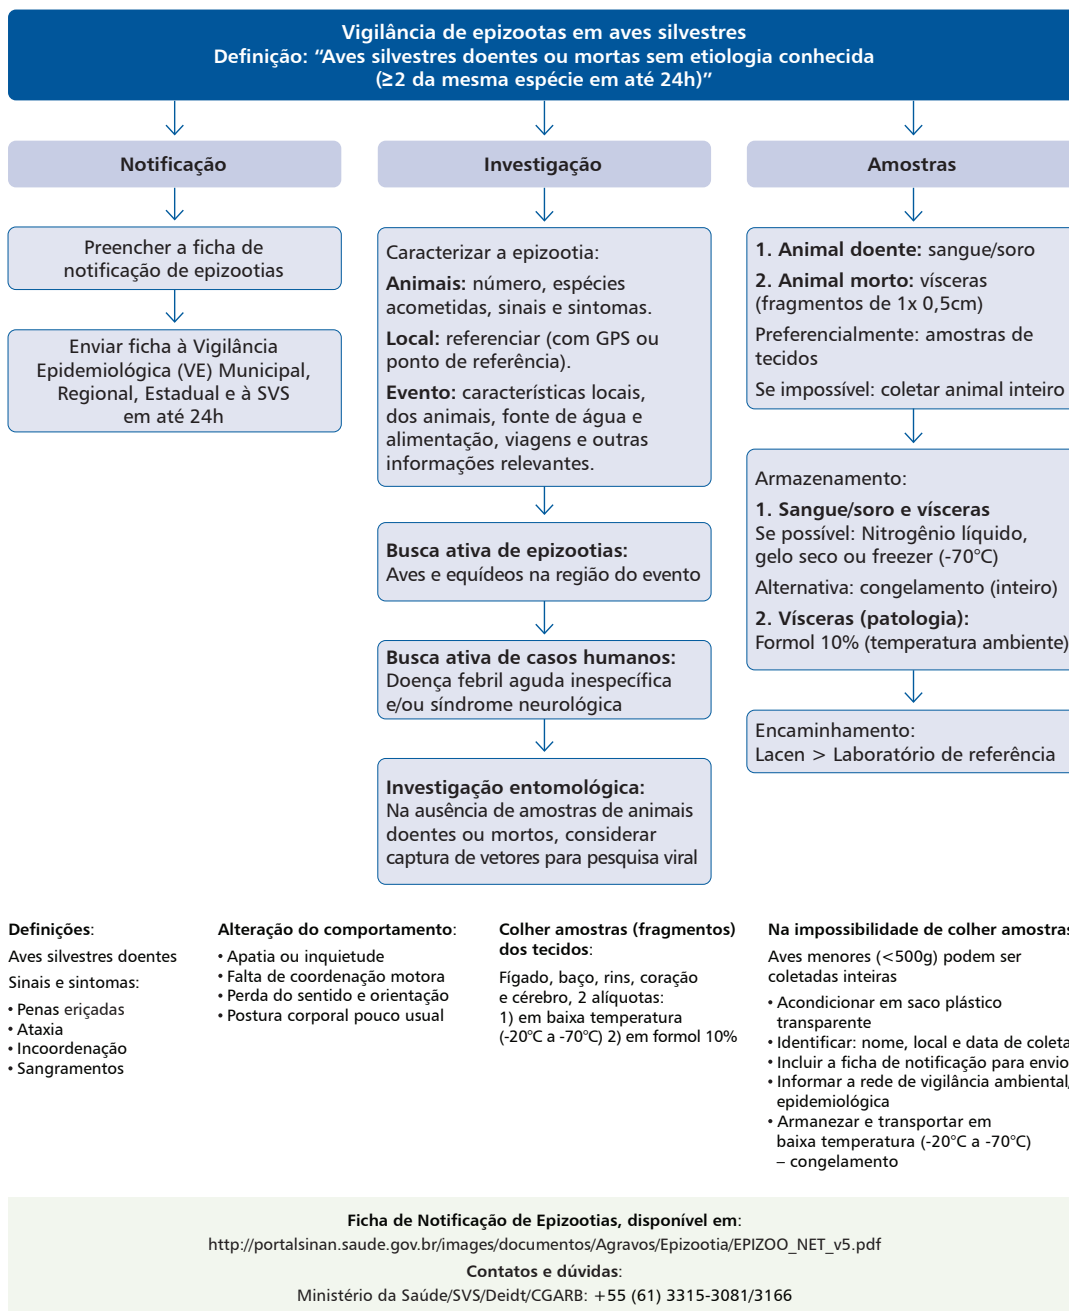 Vigilância de epizootas em aves silvestres
Definição: “Aves silvestres doentes ou mortas sem etiologia conhecida
(≥2 da mesma espécie em até 24h)”
Notificação
Preencher a ficha de
notificação de epizootias
Enviar ficha à Vigilância
Epidemiológica (VE) Municipal,
Regional, Estadual e à SVS
em até 24h
Investigação
Caracterizar a epizootia:
Animais: número, espécies
acometidas, sinais e sintomas.
Local: referenciar (com GPS ou
ponto de referência).
Evento: características locais,
dos animais, fonte de água e
alimentação, viagens e outras
informações relevantes.
Busca ativa de epizootias:
Aves e equídeos na região do evento
Busca ativa de casos humanos:
Doença febril aguda inespecífica
e/ou síndrome neurológica
Investigação entomológica:
Na ausência de amostras de animais
doentes ou mortos, considerar
captura de vetores para pesquisa viral
Amostras
1. Animal doente: sangue/soro
2. Animal morto: vísceras
(fragmentos de 1x 0,5cm)
Preferencialmente: amostras de
tecidos
Se impossível: coletar animal inteiro
Armazenamento:
1. Sangue/soro e vísceras
Se possível: Nitrogênio líquido,
gelo seco ou freezer (-70°C)
Alternativa: congelamento (inteiro)
2. Vísceras (patologia):
Formol 10% (temperatura ambiente)
Encaminhamento:
Lacen > Laboratório de referência
Definições:
Aves silvestres doentes
Sinais e sintomas:
• Penas eriçadas
• Ataxia
• Incoordenação
• Sangramentos
Alteração do comportamento:
• Apatia ou inquietude
• Falta de coordenação motora
• Perda do sentido e orientação
• Postura corporal pouco usual
Colher amostras (fragmentos)
dos tecidos:
Fígado, baço, rins, coração
e cérebro, 2 alíquotas:
1) em baixa temperatura
(-20°C a -70°C) 2) em formol 10%
Na impossibilidade de colher amostras
Aves menores (<500g) podem ser
coletadas inteiras
• Acondicionar em saco plástico
transparente
• Identificar: nome, local e data de coleta
• Incluir a ficha de notificação para envio
• Informar a rede de vigilância ambiental/
epidemiológica
• Armanezar e transportar em
baixa temperatura (-20°C a -70°C)
– congelamento
Ficha de Notificação de Epizootias, disponível em:
http://portalsinan.saude.gov.br/images/documentos/Agravos/Epizootia/EPIZOO_NET_v5.pdf
Contatos e dúvidas:
Ministério da Saúde/SVS/Deidt/CGARB: +55 (61) 3315-3081/3166